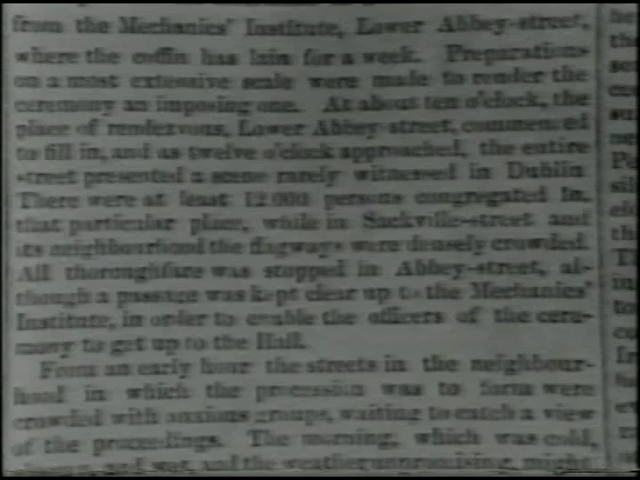 from the Mechanics' Institute, Lower Abbey-street,
where the coffin has lain for a week. Preparations
on a most extensive scale were made to render the
ceremony an imposing one. At about ten o'clock, the
place of rendezvous, Lower Abbey-street, commenced
to fill in, and as twelve o'clock approached, the entire
street presented a scene rarely witnessed in Dublin
There were at least 12 000 persons congregated in
that particular place, while in Sackville-street and
its neighbourhood the flagways were densely crowded.
All thoroughfare was stopped in Abbey-street, al-
though a passage was kept clear up to the Mechanics'
Institute, in order to enable the officers of the cere-
mony to get up to the Hall.
From an early hour the streets in the neighbour-
hood in which the procession was to form were
crowded with anxious groups, waiting to catch a view
of the proceedings. The morning, which was cold,
and the weather unpromising, might